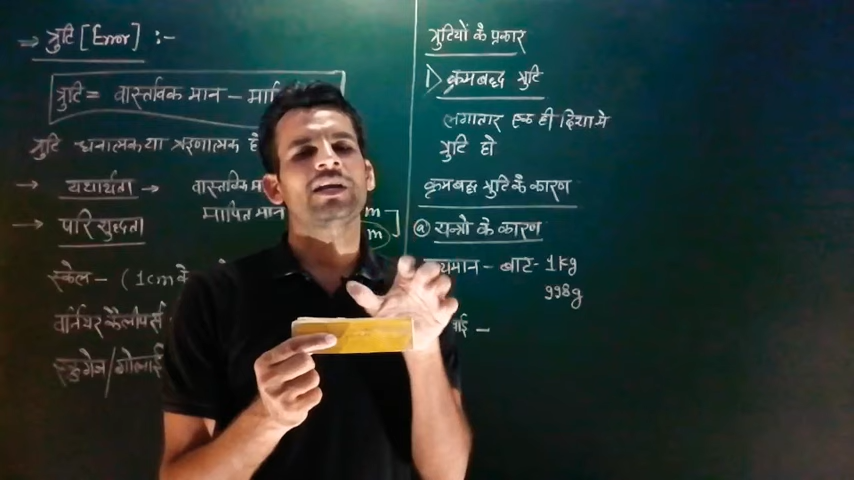 ⇒ त्रुटि [Error] :-
त्रुटि = वास्तविक मान - मापि
त्रुटि धनात्मक या ऋणात्मक है
→ यथार्थता → वास्तविक
मापित मान
m
m
→ परिशुद्धता
स्केल - ( 1cm के
वर्नियर कैलीपर्स
स्क्रूगेज/गोलाई
त्रुटियों के प्रकार
1) क्रमबद्ध त्रुटि
लगातार एक ही दिशा मे
त्रुटि हो
क्रमबद्ध त्रुटि के कारण
(a) यन्त्रो के कारण
- बाट - 1kg
998g